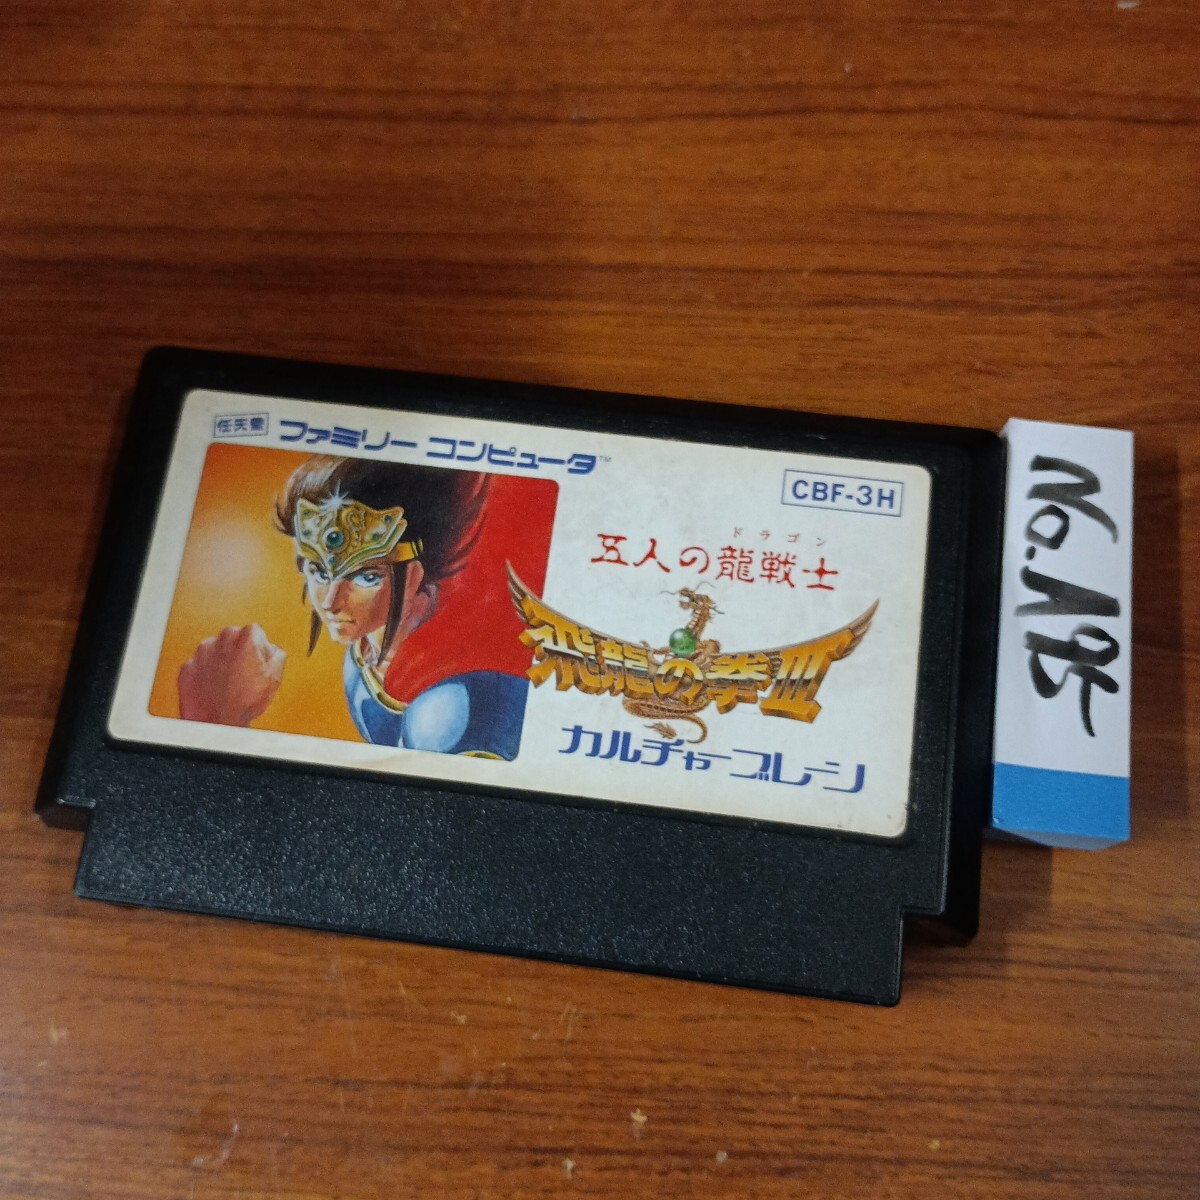 任天堂 ファミリー コンピュータ™
CBF-3H
ドラゴン
五人の龍戦士
飛龍の拳III
カルチャーブレーン
No.A95